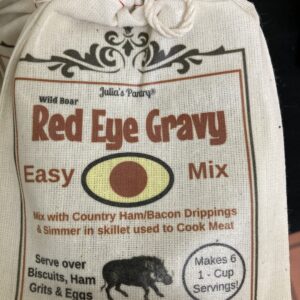 Julia's Pantry®
Wild Boar
Red Eye Gravy
Easy Mix
Mix with Country Ham/Bacon Drippings
& Simmer in skillet used to Cook Meat
Serve over
Biscuits, Ham
Grits & Eggs
Makes 6
1 - Cup
Servings!